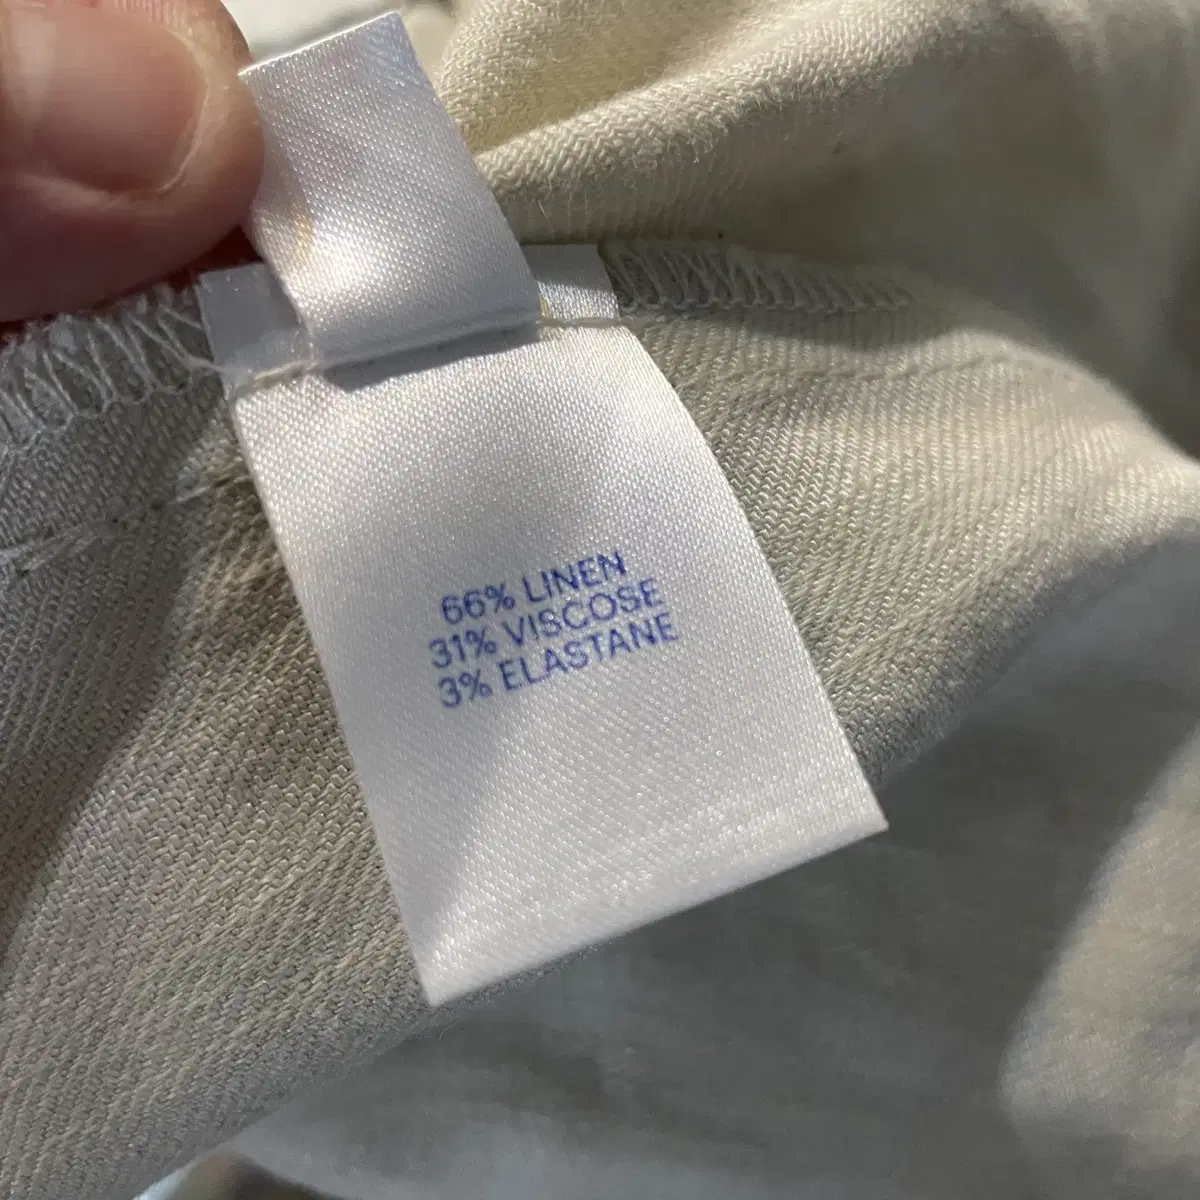 66% LINEN
31% VISCOSE
3% ELASTANE